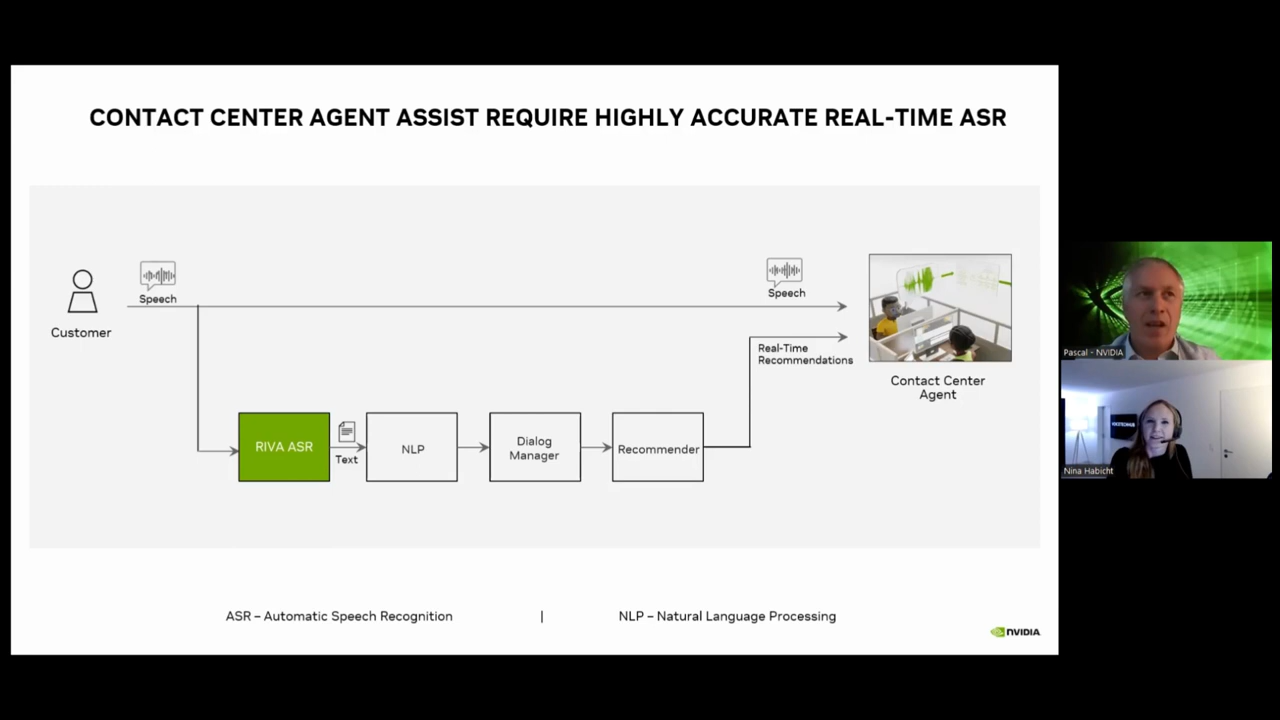 CONTACT CENTER AGENT ASSIST REQUIRE HIGHLY ACCURATE REAL-TIME ASR
Speech
Customer
Speech
Real-Time
Recommendations
Contact Center
Agent
RIVA ASR
Text
NLP
Dialog
Manager
Recommender
ASR – Automatic Speech Recognition
|
NLP – Natural Language Processing
NVIDIA
Pascal - NVIDIA
Nina Habicht